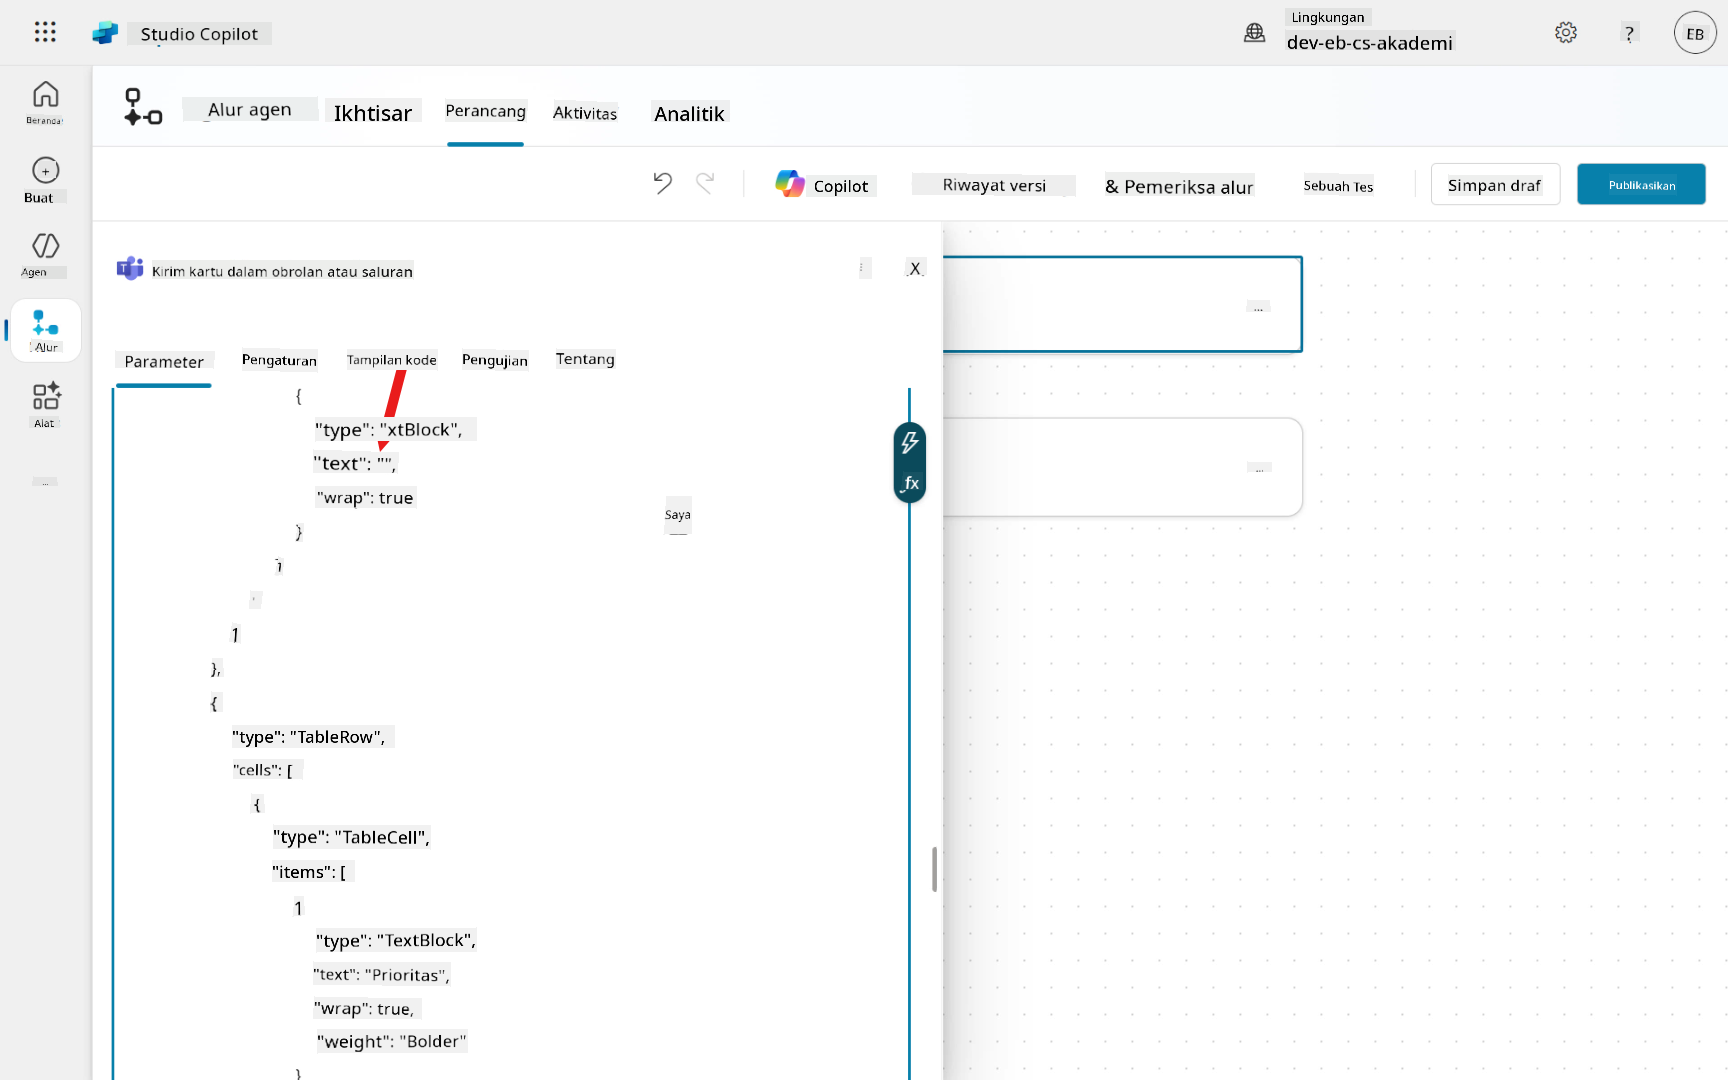 Studio Copilot
Lingkungan
dev-eb-cs-akademi
?
EB
Beranda
Alur agen
Ikhtisar
Perancang
Aktivitas
Analitik
Buat
Copilot
Riwayat versi
& Pemeriksa alur
Sebuah Tes
Simpan draf
Publikasikan
Agen
Kirim kartu dalam obrolan atau saluran
X
...
Alur
Parameter
Pengaturan
Tampilan kode
Pengujian
Tentang
Alat
...
{
"type": "xtBlock",
"text": "",
"wrap": true
}
fx
Saya
...
1
},
{
"type": "TableRow",
"cells": [
{
"type": "TableCell",
"items": [
1
"type": "TextBlock",
"text": "Prioritas",
"wrap": true,
"weight": "Bolder"
}